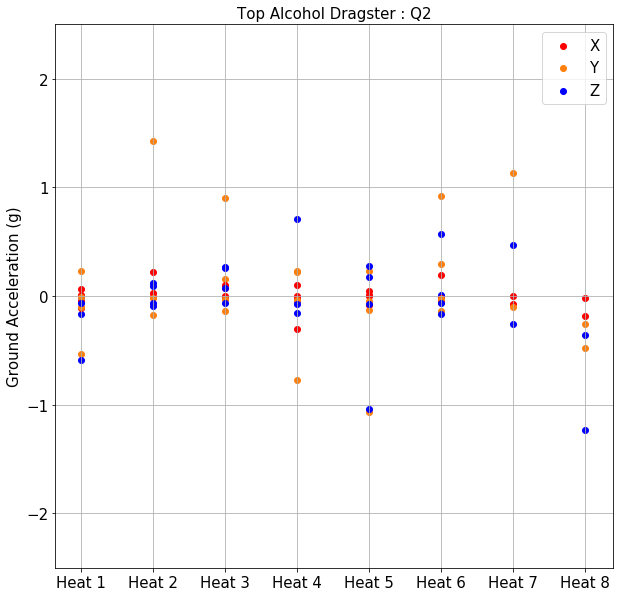 Top Alcohol Dragster : Q2
X
Y
Z
Ground Acceleration (g)
2
1
0
−1
−2
Heat 1 Heat 2 Heat 3 Heat 4 Heat 5 Heat 6 Heat 7 Heat 8